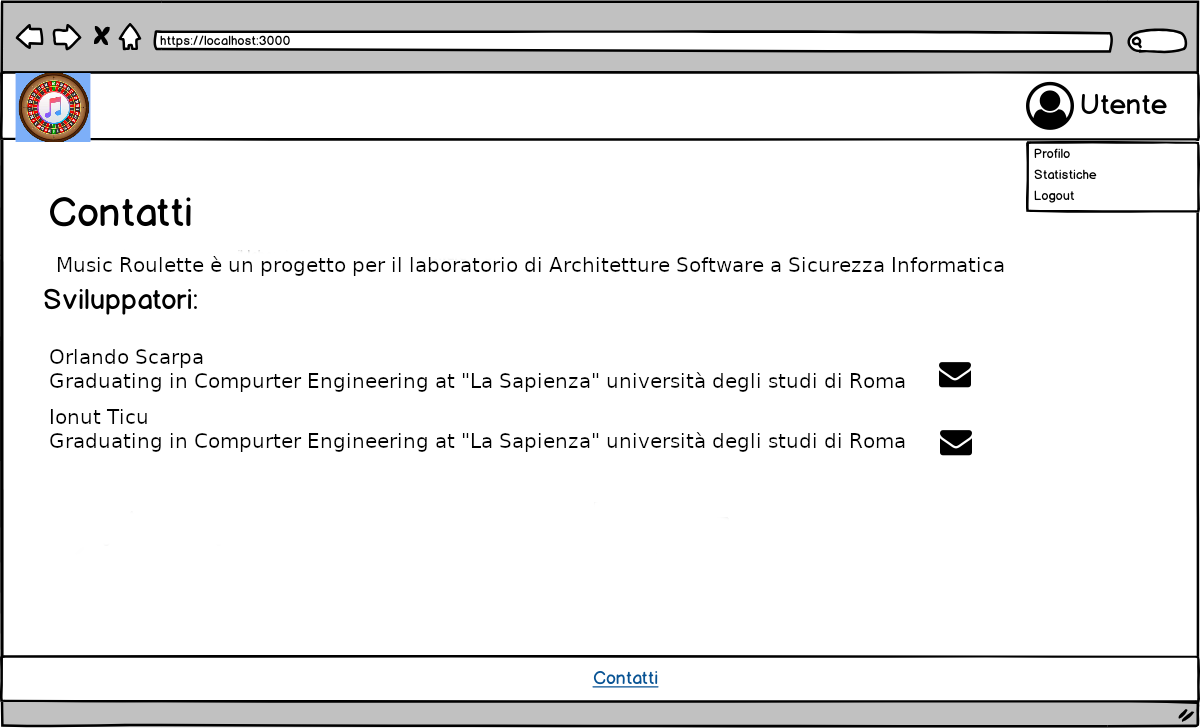 https://localhost:3000
Utente
Profilo
Statistiche
Logout
Contatti
Music Roulette è un progetto per il laboratorio di Architetture Software a Sicurezza Informatica
Sviluppatori:
Orlando Scarpa
Graduating in Compurter Engineering at "La Sapienza" università degli studi di Roma
Ionut Ticu
Graduating in Compurter Engineering at "La Sapienza" università degli studi di Roma
Contatti